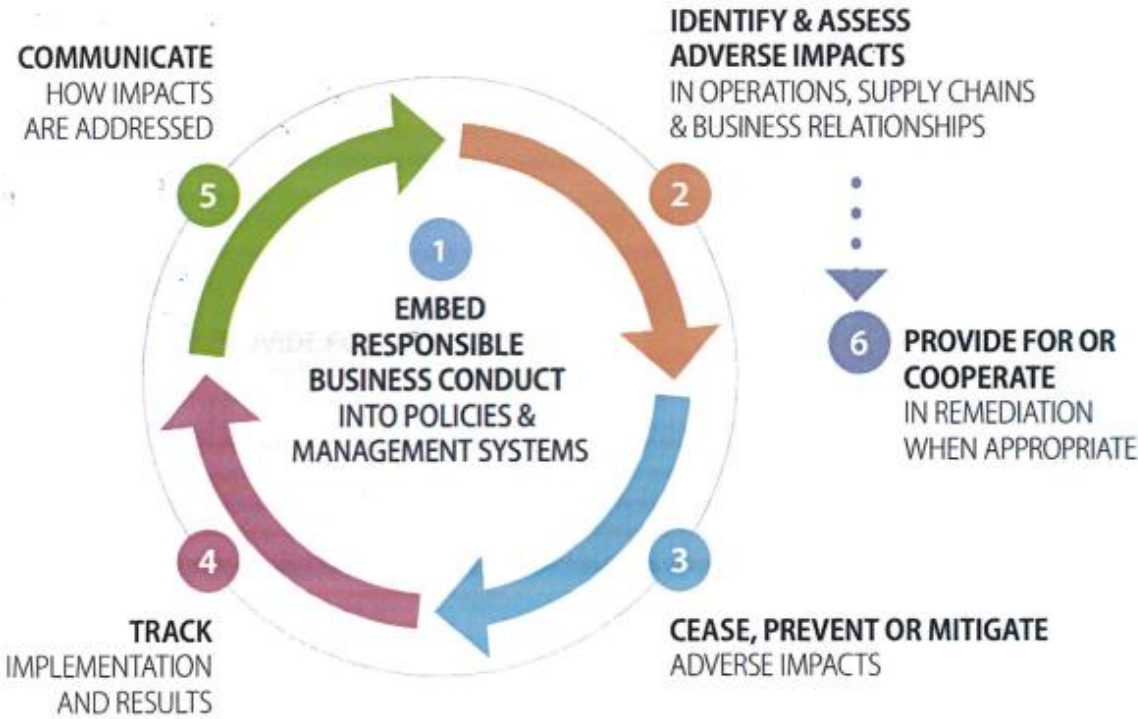 COMMUNICATE
HOW IMPACTS
ARE ADDRESSED
5
IDENTIFY & ASSESS
ADVERSE IMPACTS
IN OPERATIONS, SUPPLY CHAINS
& BUSINESS RELATIONSHIPS
2
1
EMBED
RESPONSIBLE
BUSINESS CONDUCT
INTO POLICIES &
MANAGEMENT SYSTEMS
6
PROVIDE FOR OR
COOPERATE
IN REMEDIATION
WHEN APPROPRIATE
4
TRACK
IMPLEMENTATION
AND RESULTS
3
CEASE, PREVENT OR MITIGATE
ADVERSE IMPACTS